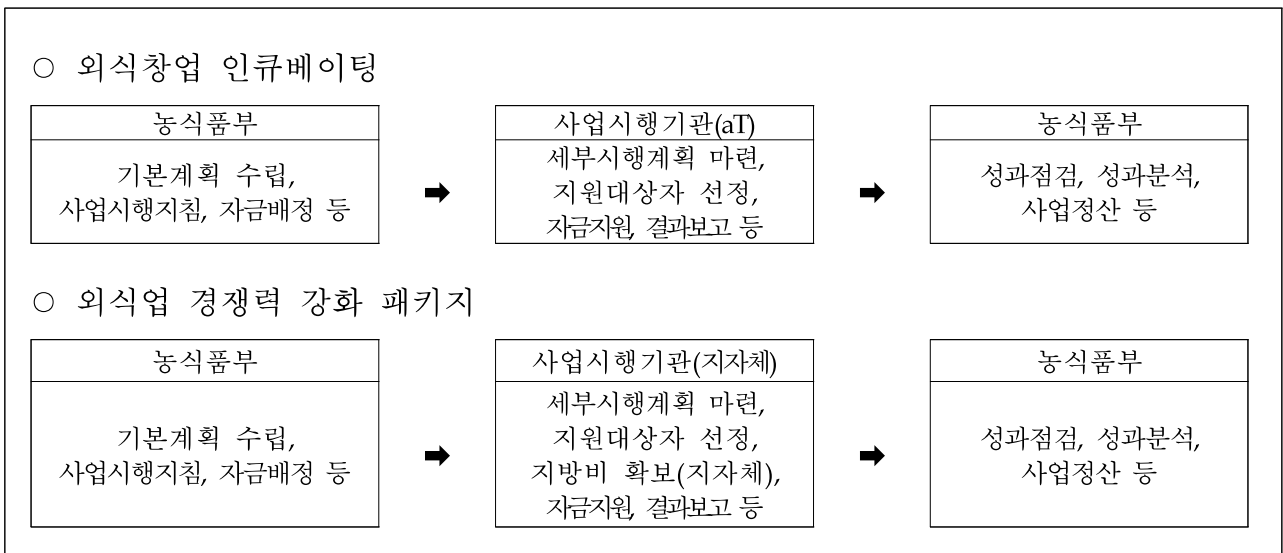 ○ 외식창업 인큐베이팅
농식품부
기본계획 수립,
사업시행지침, 자금배정 등
➡
사업시행기관(aT)
세부시행계획 마련,
지원대상자 선정,
자금지원, 결과보고 등
➡
농식품부
성과점검, 성과분석,
사업정산 등
○ 외식업 경쟁력 강화 패키지
농식품부
기본계획 수립,
사업시행지침, 자금배정 등
➡
사업시행기관(지자체)
세부시행계획 마련,
지원대상자 선정,
지방비 확보(지자체),
자금지원, 결과보고 등
➡
농식품부
성과점검, 성과분석,
사업정산 등